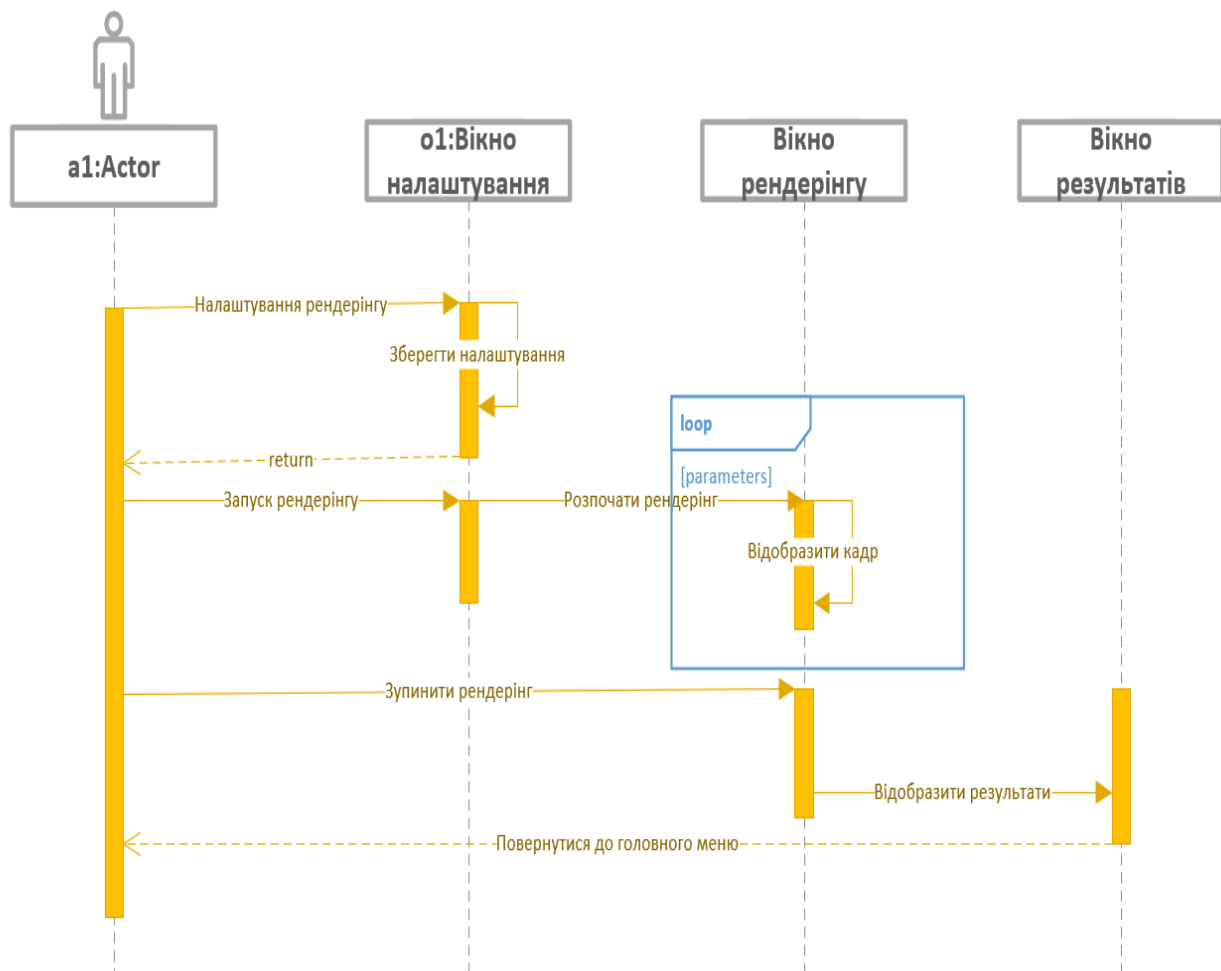 a1:Actor
o1:Вікно
налаштування
Вікно
рендерінгу
Вікно
результатів
Налаштування рендерінгу
Зберегти налаштування
loop
return
[parameters]
Запуск рендерінгу
Розпочати рендерінг
Відобразити кадр
Зупинити рендерінг
Відобразити результати
Повернутися до головного меню